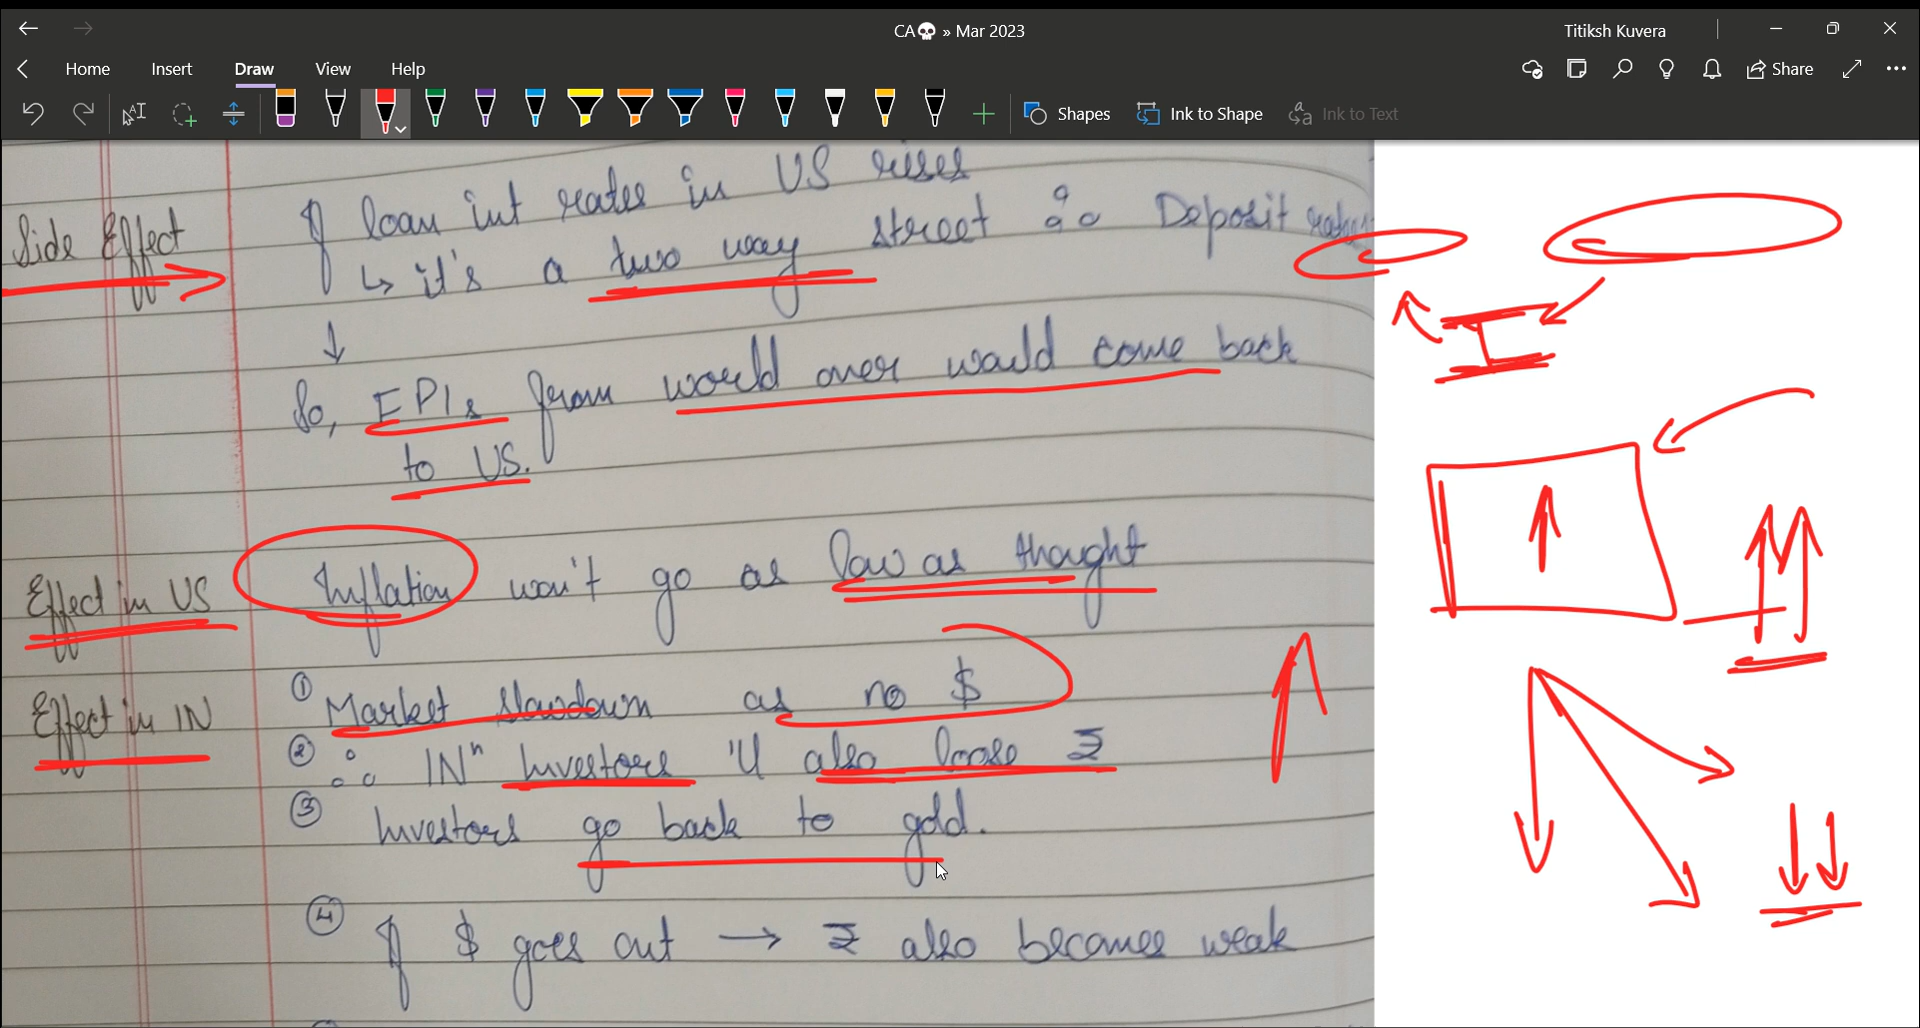 CA💀 » Mar 2023
Titiksh Kuvera
Home Insert Draw View Help
Share
Shapes Ink to Shape Ink to Text
Side Effect
If loan int rates in US rises
↳ it's a two way street ∴ Deposit rates
↓
So, FPIs from world over would come back
to US.
Effect in US
Inflation won't go as low as thought
Effect in IN
① Market slowdown as no $
② ∴ INⁿ Investors 'll also loose ₹
③ Investors go back to gold.
④ If $ goes out → ₹ also becomes weak